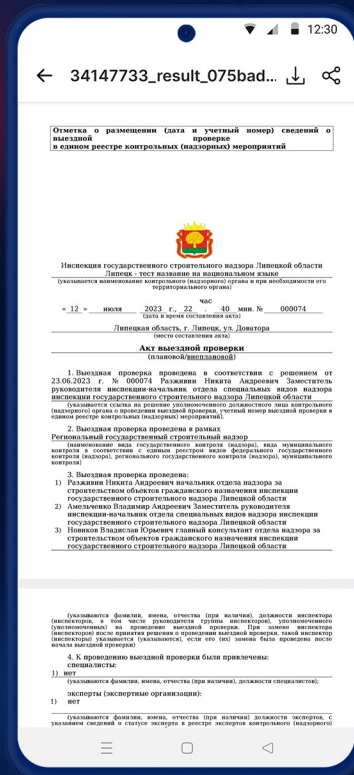 12:30
34147733_result_075bad...
Отметка о размещении (дата и учетный номер) сведений о
выездной проверке
в едином реестре контрольных (надзорных) мероприятий
Инспекция государственного строительного надзора Липецкой области
Липецк - тест название на национальном языке
(указывается наименование контрольного (надзорного) органа и при необходимости его
территориального органа)
час
« 12 » июля 2023 г., 22 . 40 мин. № 000074
(дата и время составления акта)
Липецкая область, г. Липецк, ул. Доватора
(место составления акта)
Акт выездной проверки
(плановой/внеплановой)
1. Выездная проверка проведена в соответствии с решением от
23.06.2023 г. № 000074 Разживин Никита Андреевич Заместитель
руководителя инспекции-начальник отдела специальных видов надзора
инспекции государственного строительного надзора Липецкой области
(указывается ссылка на решение уполномоченного должностного лица контрольного
(надзорного) органа о проведении выездной проверки, учетный номер выездной проверки в
едином реестре контрольных (надзорных) мероприятий).
2. Выездная проверка проведена в рамках
Региональный государственный строительный надзор
(наименование вида государственного контроля (надзора), вида муниципального
контроля в соответствии с единым реестром видов федерального государственного
контроля (надзора), регионального государственного контроля (надзора), муниципального
контроля)
3. Выездная проверка проведена:
1) Разживин Никита Андреевич начальник отдела надзора за
строительством объектов гражданского назначения инспекции
государственного строительного надзора Липецкой области
2) Амельченко Владимир Андреевич Заместитель руководителя
инспекции-начальник отдела специальных видов надзора инспекции
государственного строительного надзора Липецкой области
3) Новиков Владислав Юрьевич главный консультант отдела надзора за
строительством объектов гражданского назначения инспекции
государственного строительного надзора Липецкой области
(указываются фамилии, имена, отчества (при наличии), должности инспектора
(инспекторов, в том числе руководителя группы инспекторов), уполномоченного
(уполномоченных) на проведение выездной проверки. При замене инспектора
(инспекторов) после принятия решения о проведении выездной проверки, такой инспектор
(инспекторы) указывается (указываются), если его (их) замена была проведена после
начала выездной проверки)
4. К проведению выездной проверки были привлечены:
специалисты:
1) нет
(указываются фамилии, имена, отчества (при наличии), должности специалистов);
эксперты (экспертные организации):
1) нет
(указываются фамилии, имена, отчества (при наличии) должности экспертов, с
указанием сведений о статусе эксперта в реестре экспертов контрольного (надзорного)